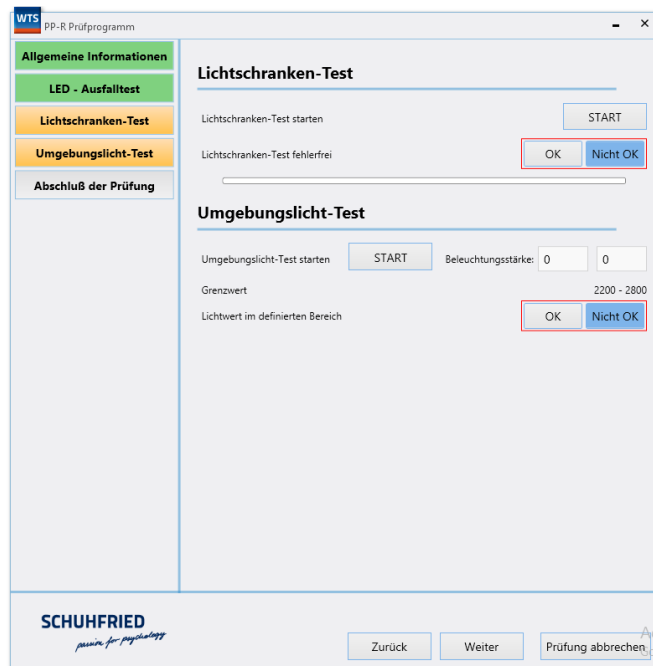 WTS PP-R Prüfprogramm
Allgemeine Informationen
LED - Ausfalltest
Lichtschranken-Test
Umgebungslicht-Test
Abschluß der Prüfung
Lichtschranken-Test
Lichtschranken-Test starten START
Lichtschranken-Test fehlerfrei OK Nicht OK
Umgebungslicht-Test
Umgebungslicht-Test starten START Beleuchtungsstärke: 0 0
Grenzwert 2200 - 2800
Lichtwert im definierten Bereich OK Nicht OK
SCHUHFRIED
passion for psychology
Zurück Weiter Prüfung abbrechen